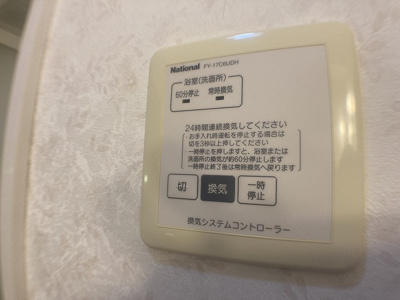 National FY-17C6UDH
浴室(洗面所)
60分停止 常時換気
24時間連続換気してください
・お手入れ時運転を停止する場合は
切を3秒以上押してください
・一時停止を押しますと、浴室または
洗面所の換気が約60分停止します
一時停止終了後は常時換気へ戻ります
切 換気 一時
停止
換気システムコントローラー